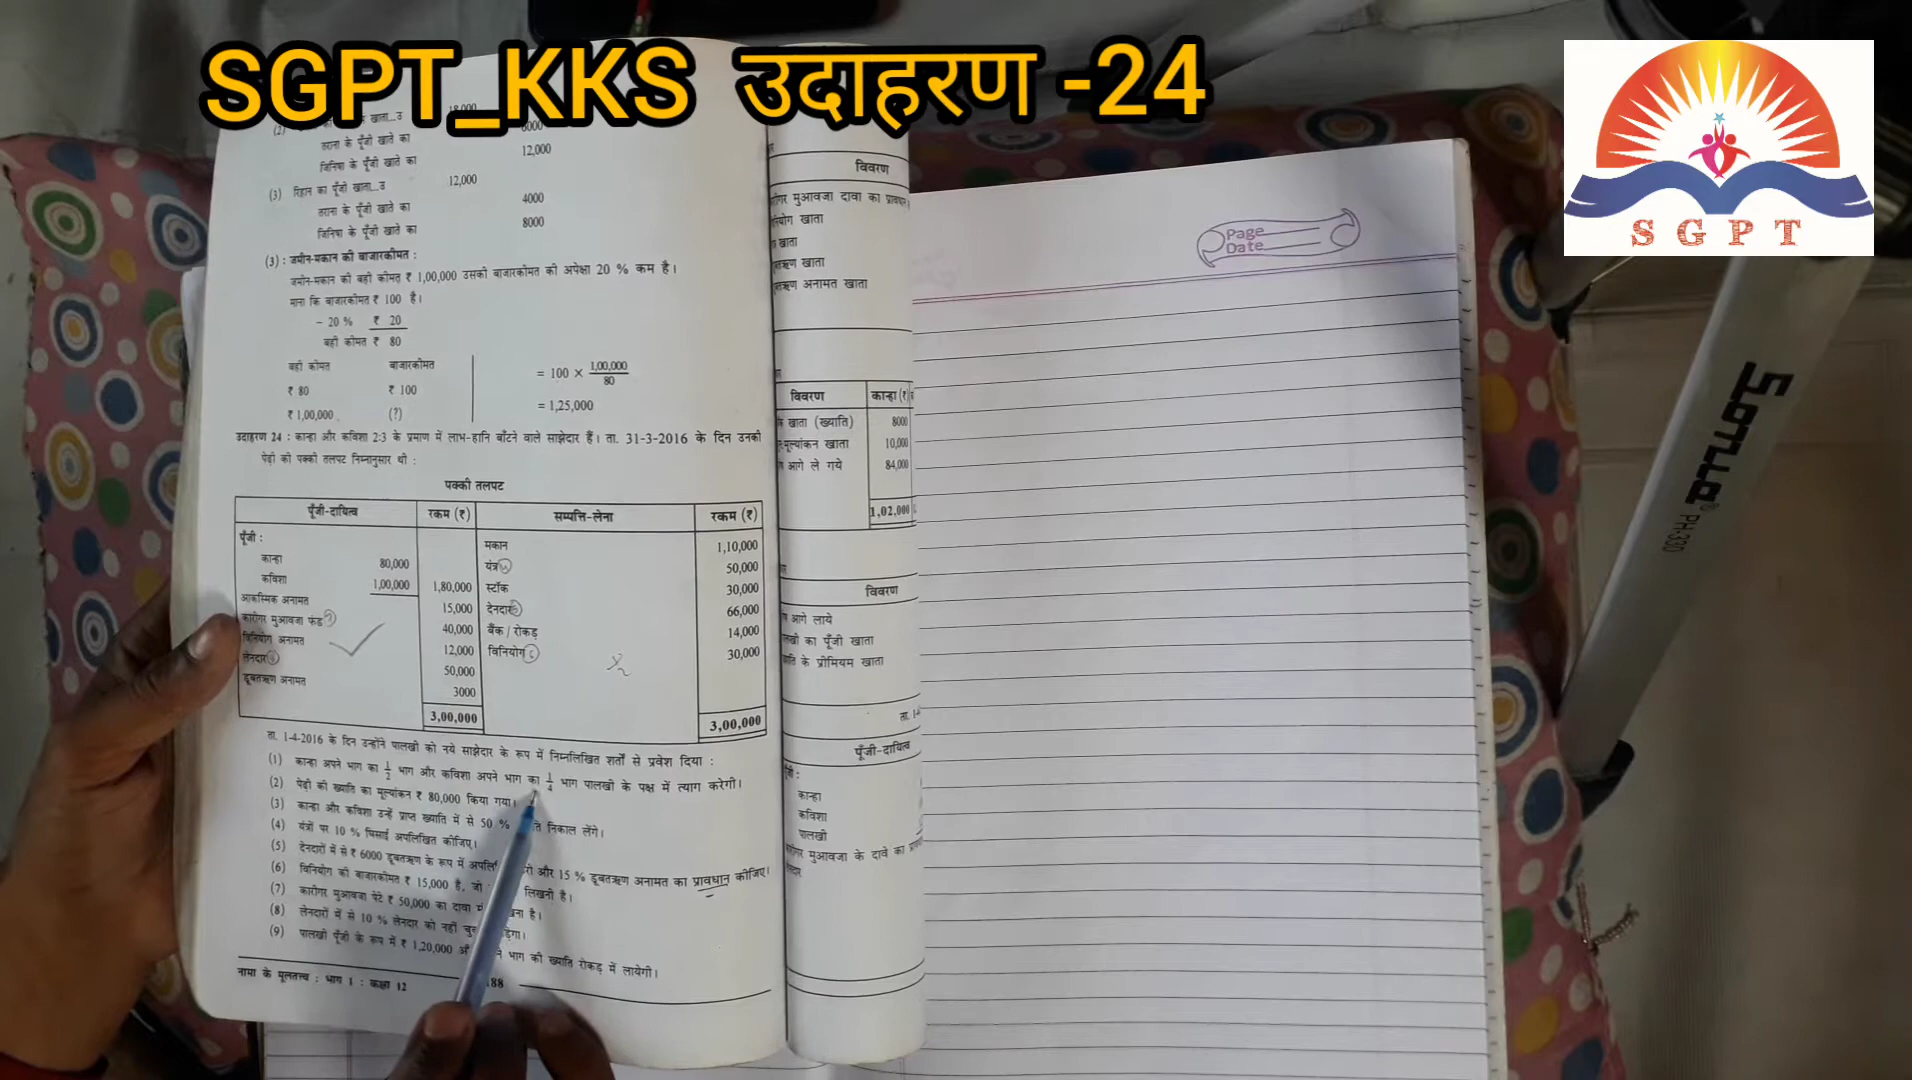 SGPT_KKS उदाहरण -24
SGPT
Page
Date
18,000
(2) खाता...उ
तराना के पूँजी खाते का 6000
जिनिषा के पूँजी खाते का 12,000
(3) रिहान का पूँजी खाता...उ 12,000
तराना के पूँजी खाते का 4000
जिनिषा के पूँजी खाते का 8000
(3) : जमीन-मकान की बाजारकीमत :
जमीन-मकान की बही कीमत ₹ 1,00,000 उसकी बाजारकीमत की अपेक्षा 20 % कम है।
माना कि बाजारकीमत ₹ 100 है।
– 20 % ₹ 20
बही कीमत ₹ 80
बही कीमत बाजारकीमत
₹ 80 ₹ 100
₹ 1,00,000 (?)
= 100 × 1,00,000/80
= 1,25,000
उदाहरण 24 : कान्हा और कविशा 2:3 के प्रमाण में लाभ-हानि बाँटने वाले साझेदार हैं। ता. 31-3-2016 के दिन उनकी
पेढ़ी की पक्की तलपट निम्नानुसार थी :
पक्की तलपट
पूँजी-दायित्व रकम (₹) सम्पत्ति-लेना रकम (₹)
पूँजी : मकान 1,10,000
कान्हा 80,000 यंत्र 50,000
कविशा 1,00,000 1,80,000 स्टॉक 30,000
आकस्मिक अनामत 15,000 देनदार 66,000
कारीगर मुआवजा फंड 40,000 बैंक / रोकड़ 14,000
विनियोग अनामत 12,000 विनियोग 30,000
लेनदार 50,000
डूबतऋण अनामत 3000
3,00,000 3,00,000
ता. 1-4-2016 के दिन उन्होंने पालखी को नये साझेदार के रूप में निम्नलिखित शर्तों से प्रवेश दिया :
(1) कान्हा अपने भाग का 1/2 भाग और कविशा अपने भाग का 1/4 भाग पालखी के पक्ष में त्याग करेगी।
(2) पेढ़ी की ख्याति का मूल्यांकन ₹ 80,000 किया गया।
(3) कान्हा और कविशा उन्हें प्राप्त ख्याति में से 50 % निकाल लेंगे।
(4) यंत्रों पर 10 % घिसाई अपलिखित कीजिए।
(5) देनदारों में से ₹ 6000 डूबतऋण के रूप में और 15 % डूबतऋण अनामत का प्रावधान कीजिए।
(6) विनियोग की बाजारकीमत ₹ 15,000 है, जो लिखनी है।
(7) कारीगर मुआवजा पेटे ₹ 50,000 का दावा है।
(8) लेनदारों में से 10 % लेनदार को नहीं
(9) पालखी पूँजी के रूप में ₹ 1,20,000 भाग की ख्याति रोकड़ में लायेगी।
नामा के मूलतत्त्व : भाग 1 : कक्षा 12
विवरण
मुआवजा दावा का
खाता
खाता
खाता
अनामत खाता
विवरण कान्हा (₹)
खाता (ख्याति) 8000
खाता 10,000
आगे ले गये 84,000
1,02,000
विवरण
आगे लाये
का पूँजी खाता
के प्रीमियम खाता
ता.
पूँजी-दायित्व
कान्हा
कविशा
पालखी
मुआवजा के दावे का
Somula PH-330